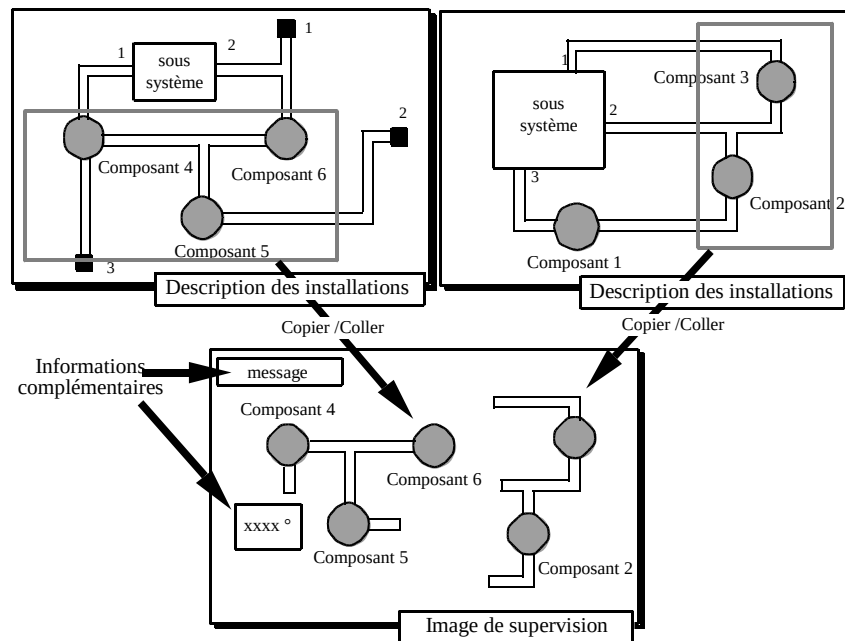 1
1
2
sous
système
2
Composant 4
Composant 6
Composant 5
3
Description des installations
1
Composant 3
sous
système
2
3
Composant 2
Composant 1
Description des installations
Copier /Coller
Copier /Coller
Informations
complémentaires
message
Composant 4
Composant 6
xxxx °
Composant 5
Composant 2
Image de supervision